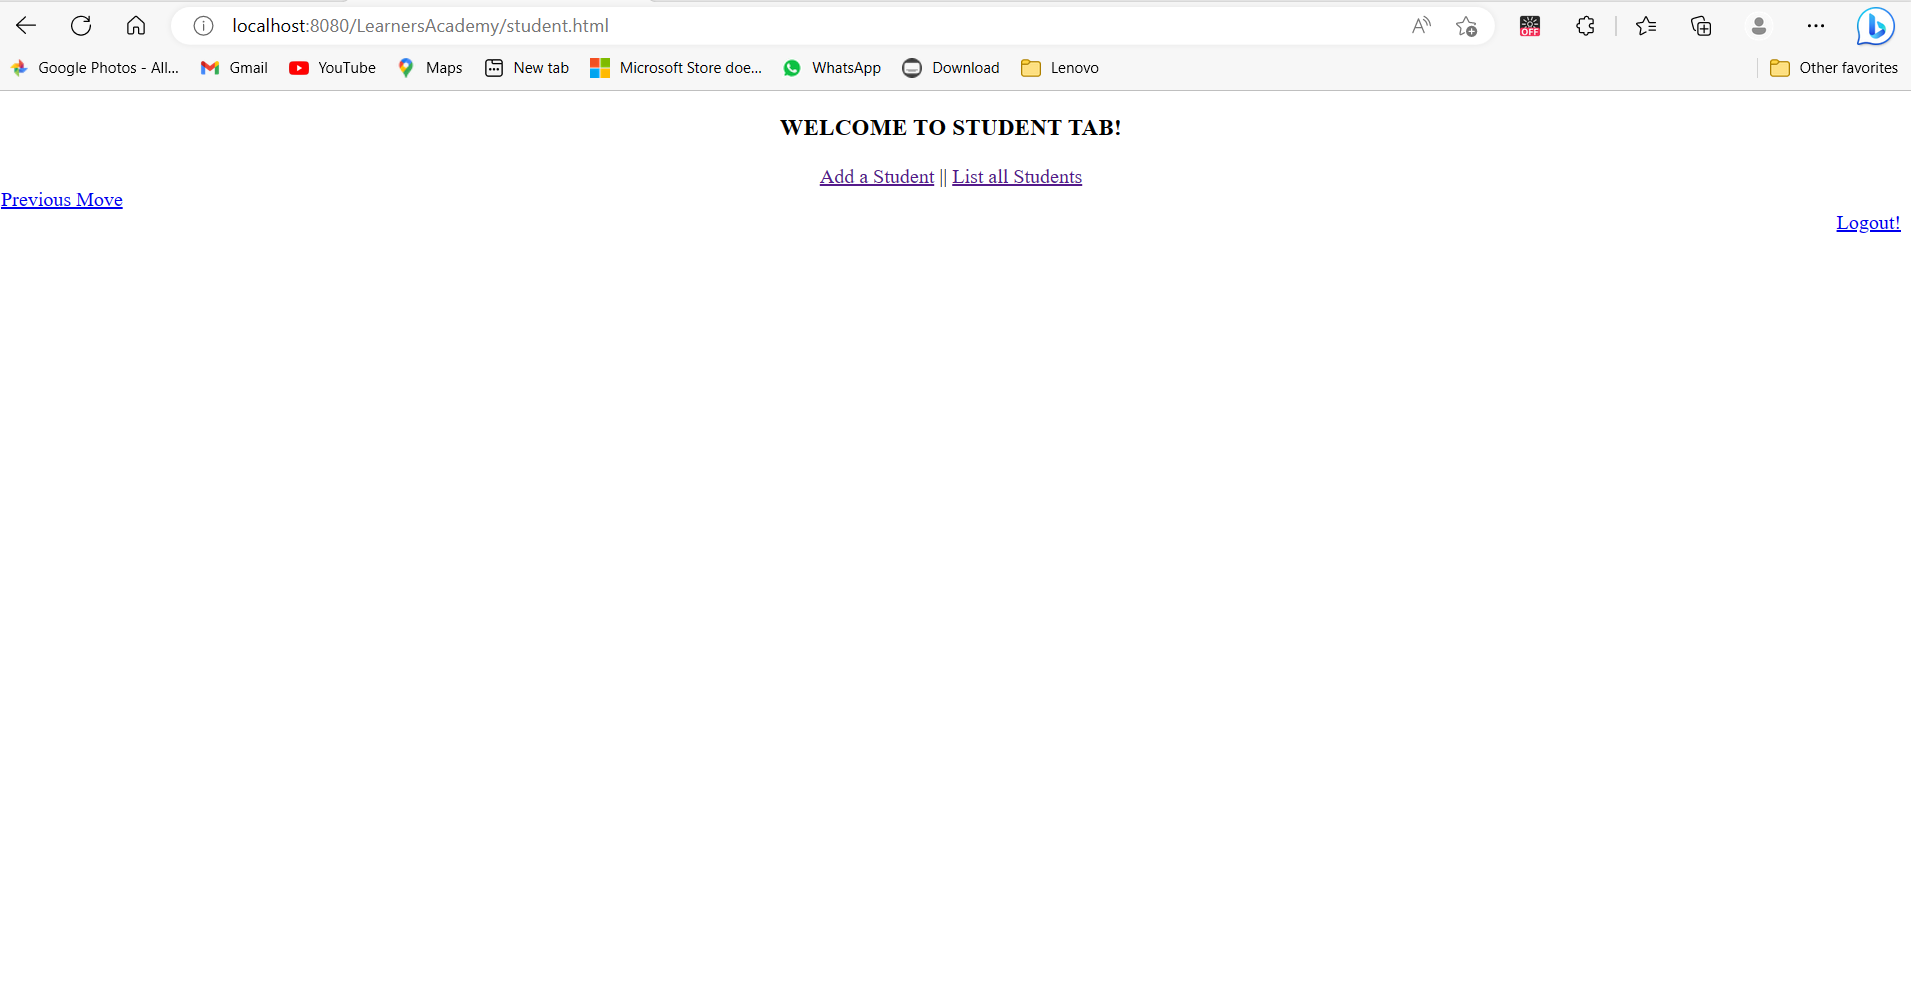 localhost:8080/LearnersAcademy/student.html A OFF
Google Photos - All... Gmail YouTube Maps New tab Microsoft Store doe... WhatsApp Download Lenovo Other favorites
WELCOME TO STUDENT TAB!
Add a Student || List all Students
Previous Move
Logout!